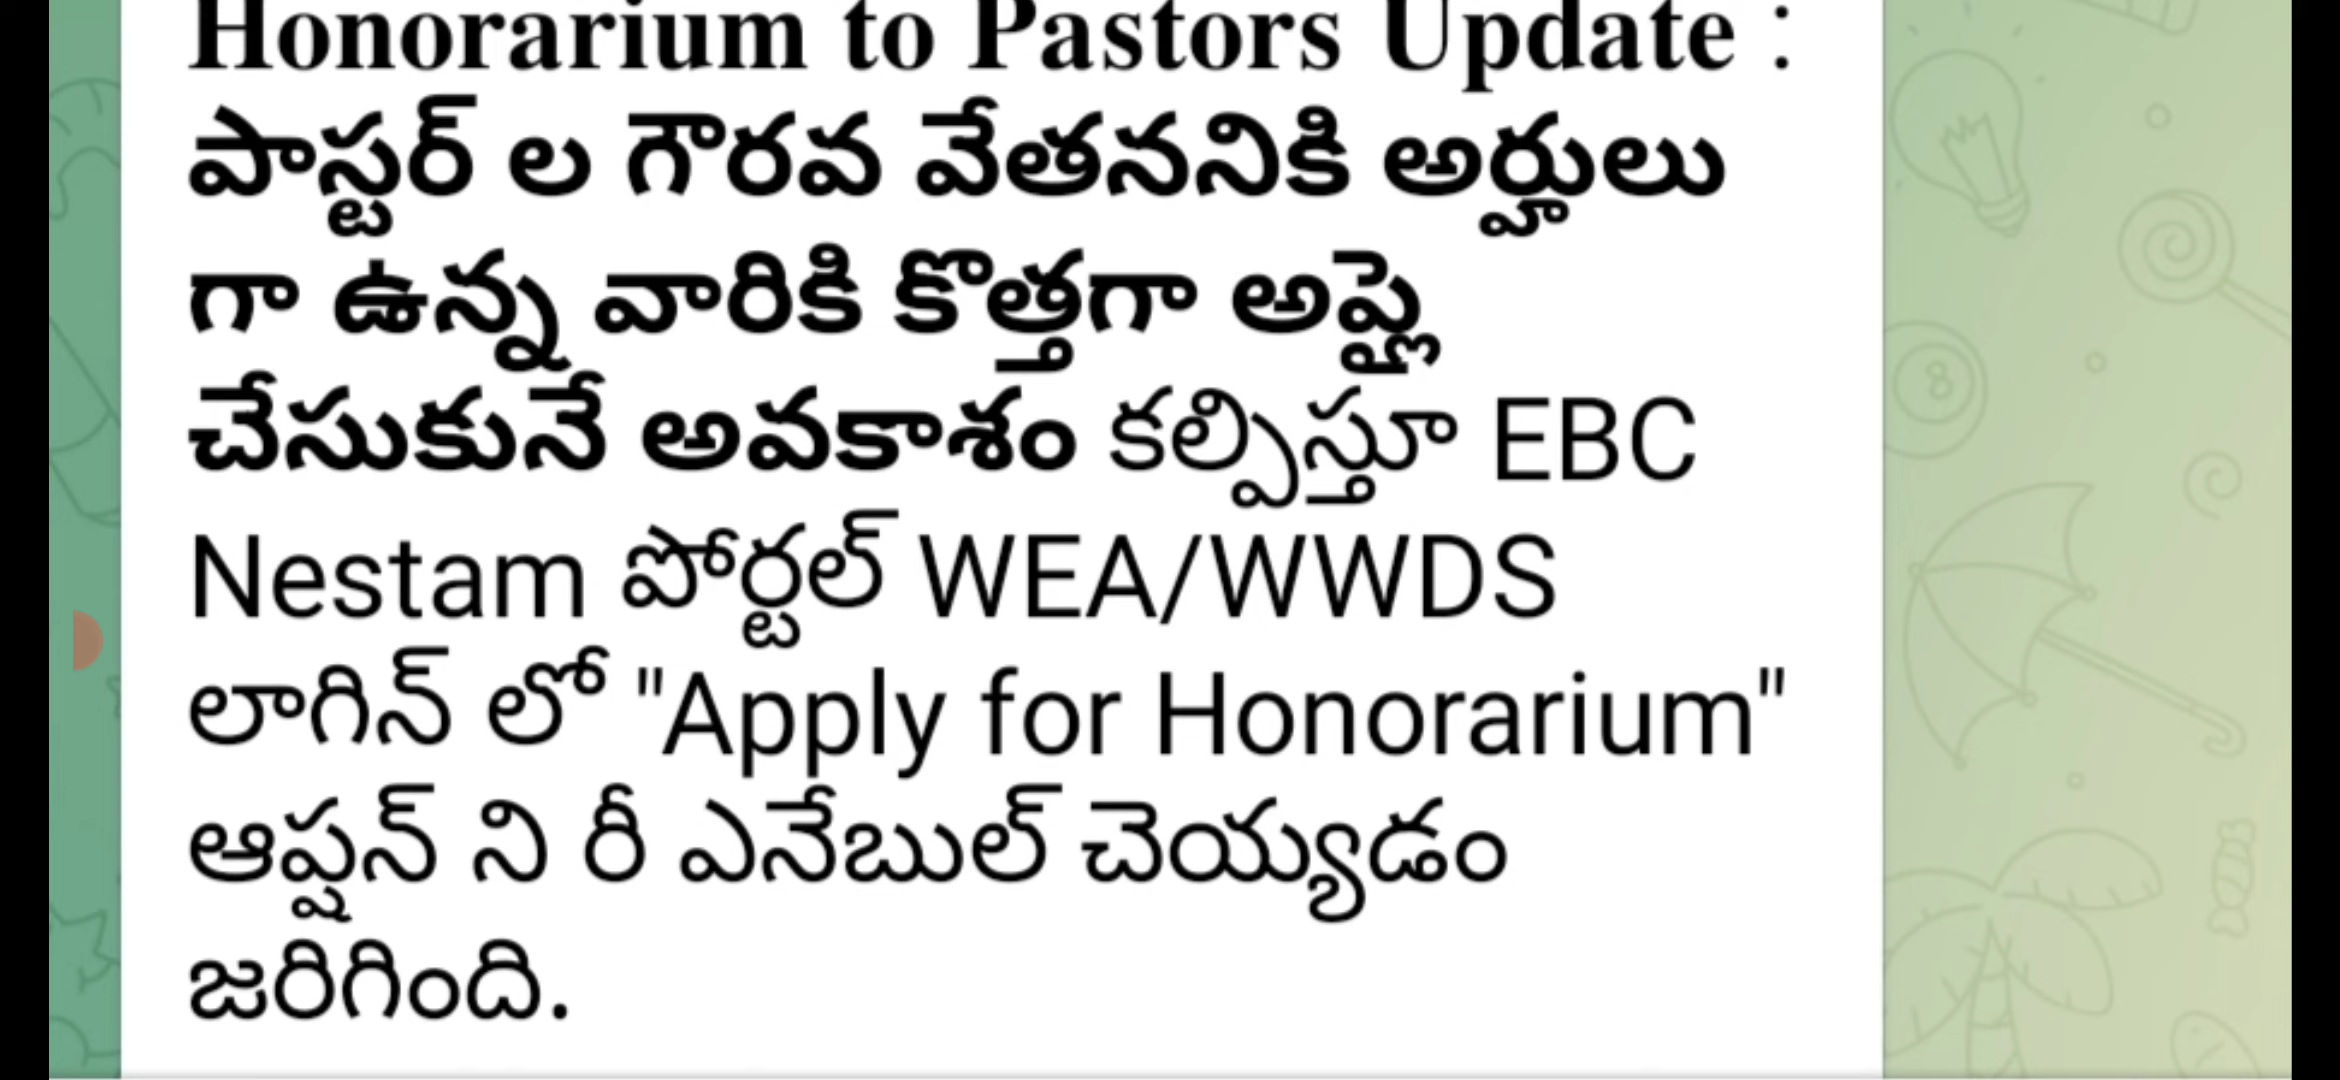 Honorarium to Pastors Update :
పాస్టర్ ల గౌరవ వేతననికి అర్హులు
గా ఉన్న వారికి కొత్తగా అప్లై
చేసుకునే అవకాశం కల్పిస్తూ EBC
Nestam పోర్టల్ WEA/WWDS
లాగిన్ లో "Apply for Honorarium"
ఆప్షన్ ని రీ ఎనేబుల్ చెయ్యడం
జరిగింది.